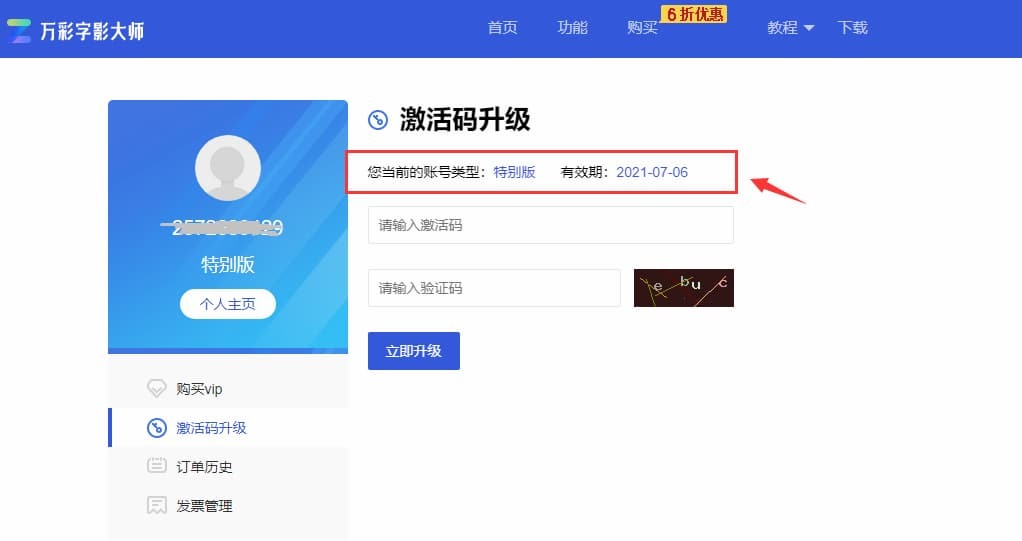 万彩字影大师
首页 功能 购买 6 折优惠 教程 下载
特别版
个人主页
购买vip
激活码升级
订单历史
发票管理
激活码升级
您当前的账号类型：特别版 有效期：2021-07-06
请输入激活码
请输入验证码
e b u c
立即升级